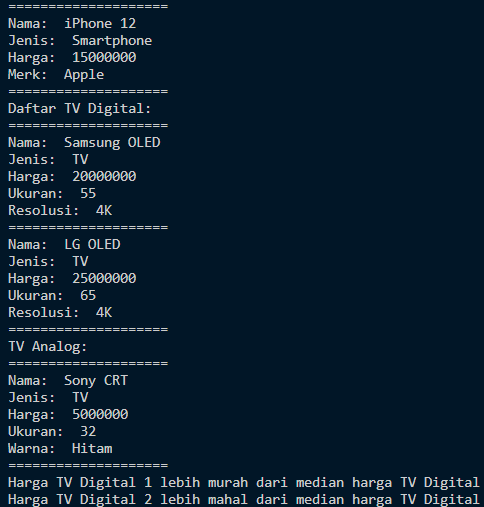 ====================
Nama:  iPhone 12
Jenis:  Smartphone
Harga:  15000000
Merk:  Apple
====================
Daftar TV Digital:
====================
Nama:  Samsung OLED
Jenis:  TV
Harga:  20000000
Ukuran:  55
Resolusi:  4K
====================
Nama:  LG OLED
Jenis:  TV
Harga:  25000000
Ukuran:  65
Resolusi:  4K
====================
TV Analog:
====================
Nama:  Sony CRT
Jenis:  TV
Harga:  5000000
Ukuran:  32
Warna:  Hitam
====================
Harga TV Digital 1 lebih murah dari median harga TV Digital
Harga TV Digital 2 lebih mahal dari median harga TV Digital